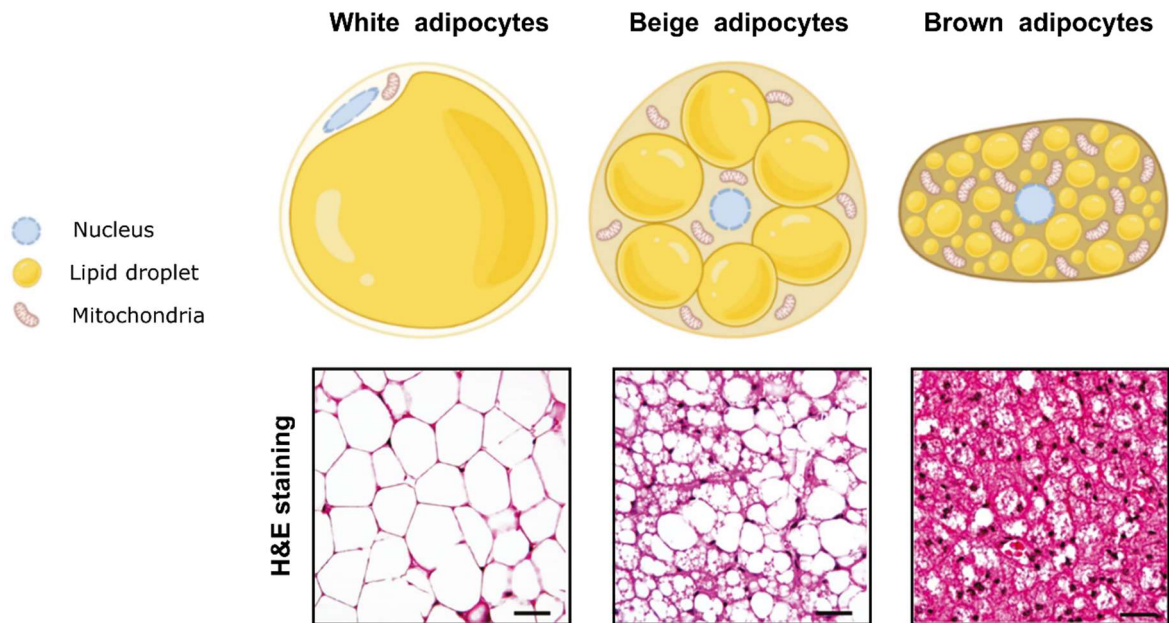 White adipocytes
Beige adipocytes
Brown adipocytes
Nucleus
Lipid droplet
Mitochondria
H&E staining